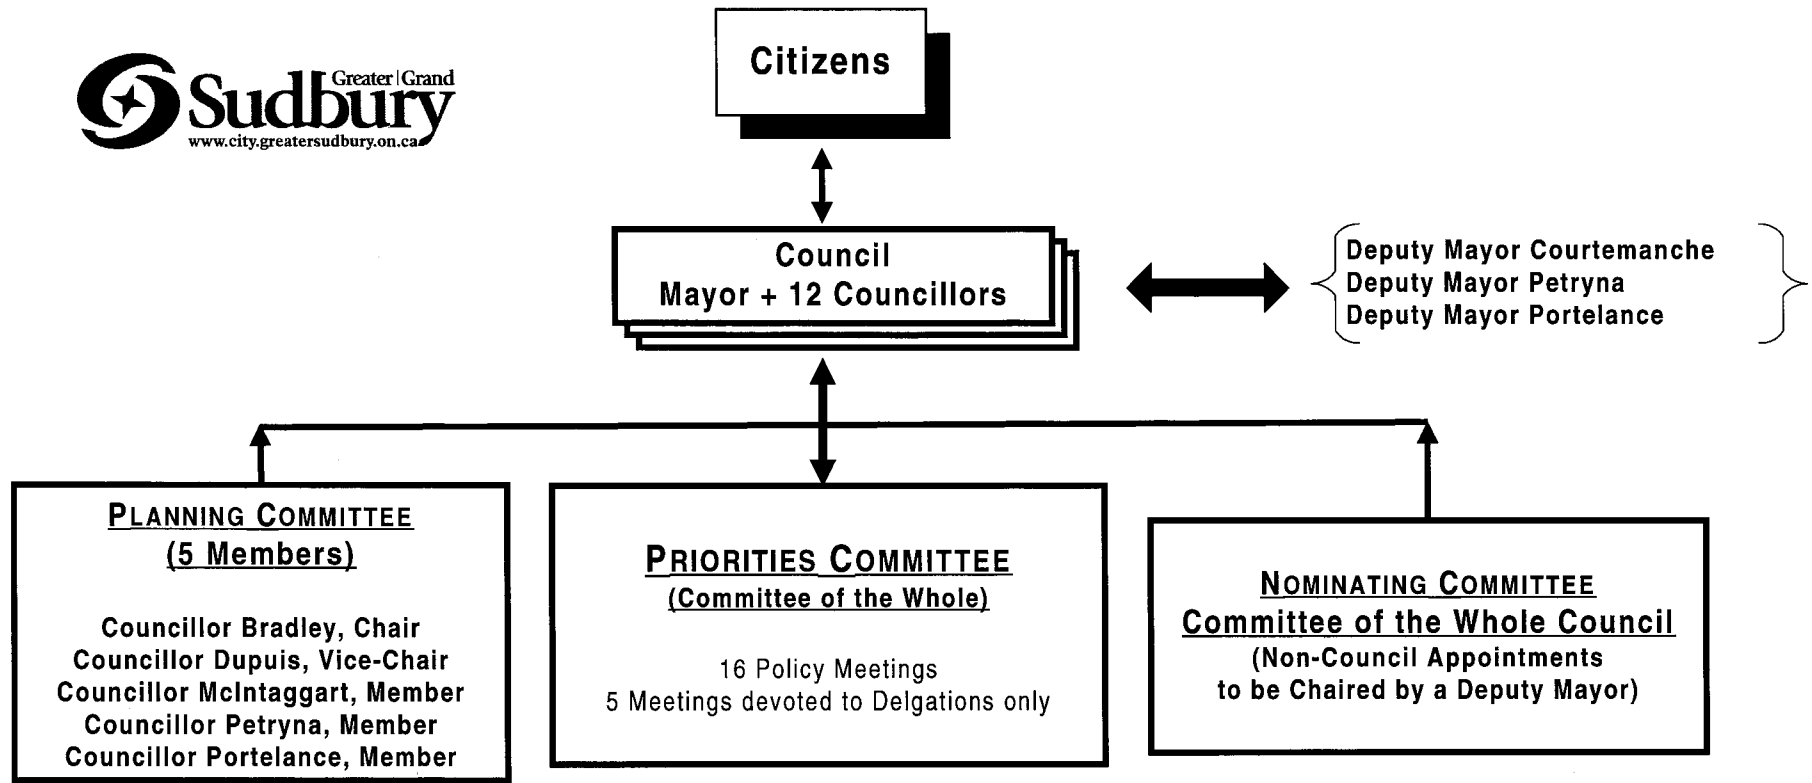 Greater|Grand
Sudbury
www.city.greatersudbury.on.ca
Citizens
Council
Mayor + 12 Councillors
Deputy Mayor Courtemanche
Deputy Mayor Petryna
Deputy Mayor Portelance
PLANNING COMMITTEE
(5 Members)
Councillor Bradley, Chair
Councillor Dupuis, Vice-Chair
Councillor McIntaggart, Member
Councillor Petryna, Member
Councillor Portelance, Member
PRIORITIES COMMITTEE
(Committee of the Whole)
16 Policy Meetings
5 Meetings devoted to Delgations only
NOMINATING COMMITTEE
Committee of the Whole Council
(Non-Council Appointments
to be Chaired by a Deputy Mayor)